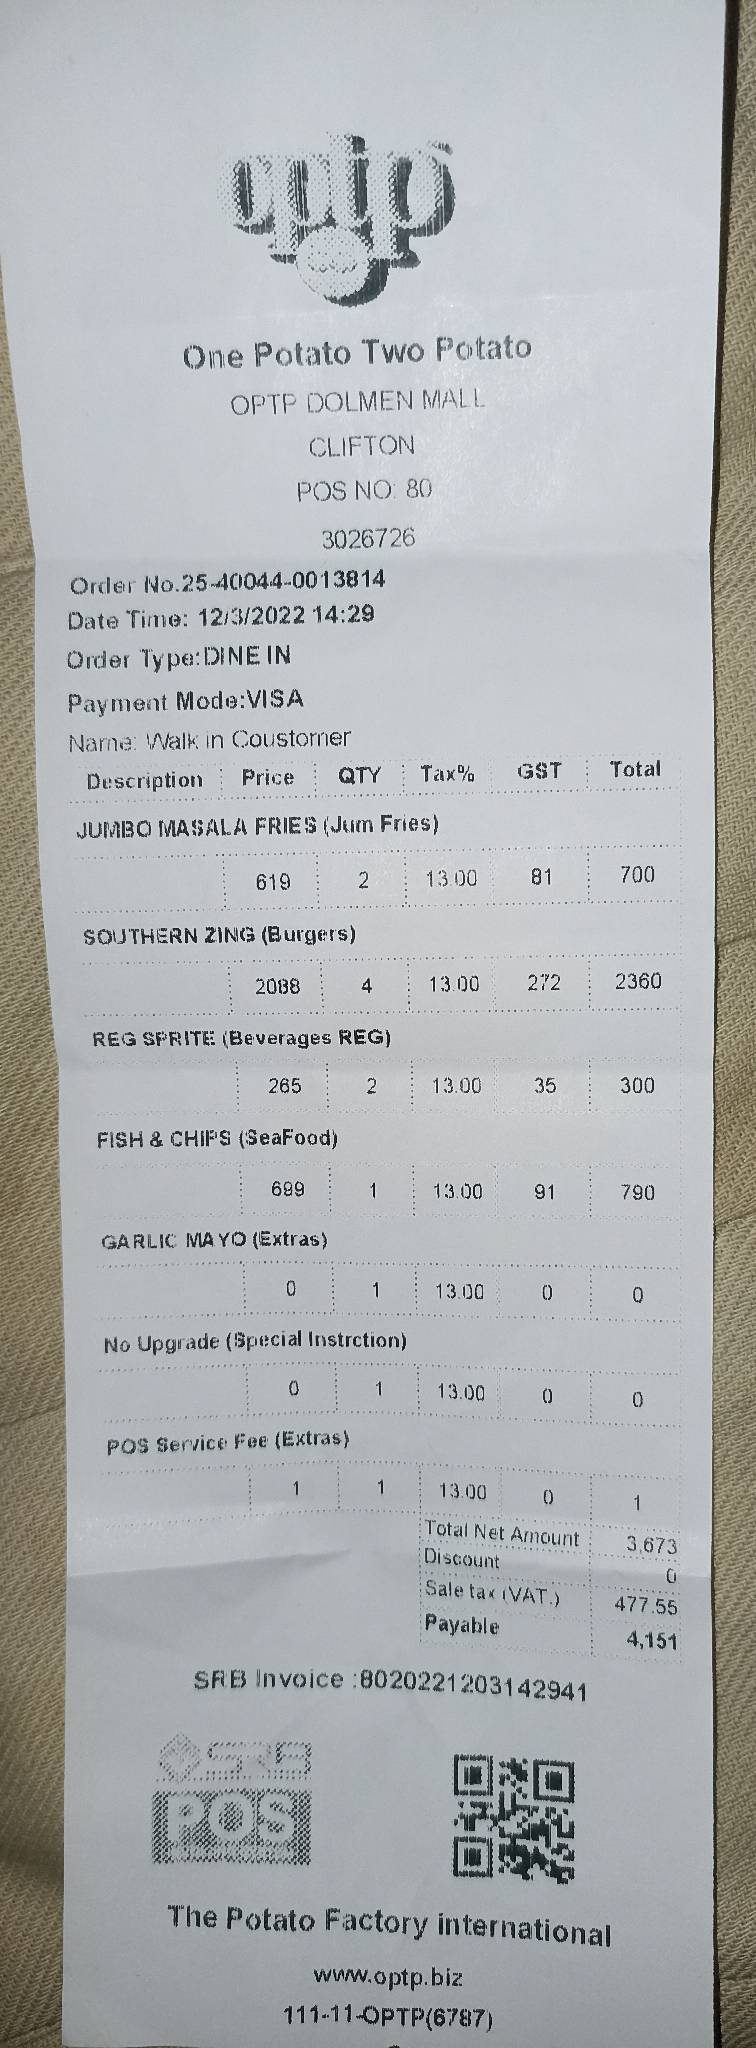 optp
One Potato Two Potato
OPTP DOLMEN MALL
CLIFTON
POS NO: 80
3026726
Order No.25-40044-0013814
Date Time: 12/3/2022 14:29
Order Type:DINE IN
Payment Mode:VISA
Name: Walk in Coustomer
Description Price QTY Tax% GST Total
JUMBO MASALA FRIES (Jum Fries)
619 2 13.00 81 700
SOUTHERN ZING (Burgers)
2088 4 13.00 272 2360
REG SPRITE (Beverages REG)
265 2 13.00 35 300
FISH & CHIPS (SeaFood)
699 1 13.00 91 790
GARLIC MAYO (Extras)
0 1 13.00 0 0
No Upgrade (Special Instrction)
0 1 13.00 0 0
POS Service Fee (Extras)
1 1 13.00 0 1
Total Net Amount 3,673
Discount 0
Sale tax (VAT.) 477.55
Payable 4,151
SRB Invoice :8020221203142941
SRB
POS
The Potato Factory international
www.optp.biz
111-11-OPTP(6787)